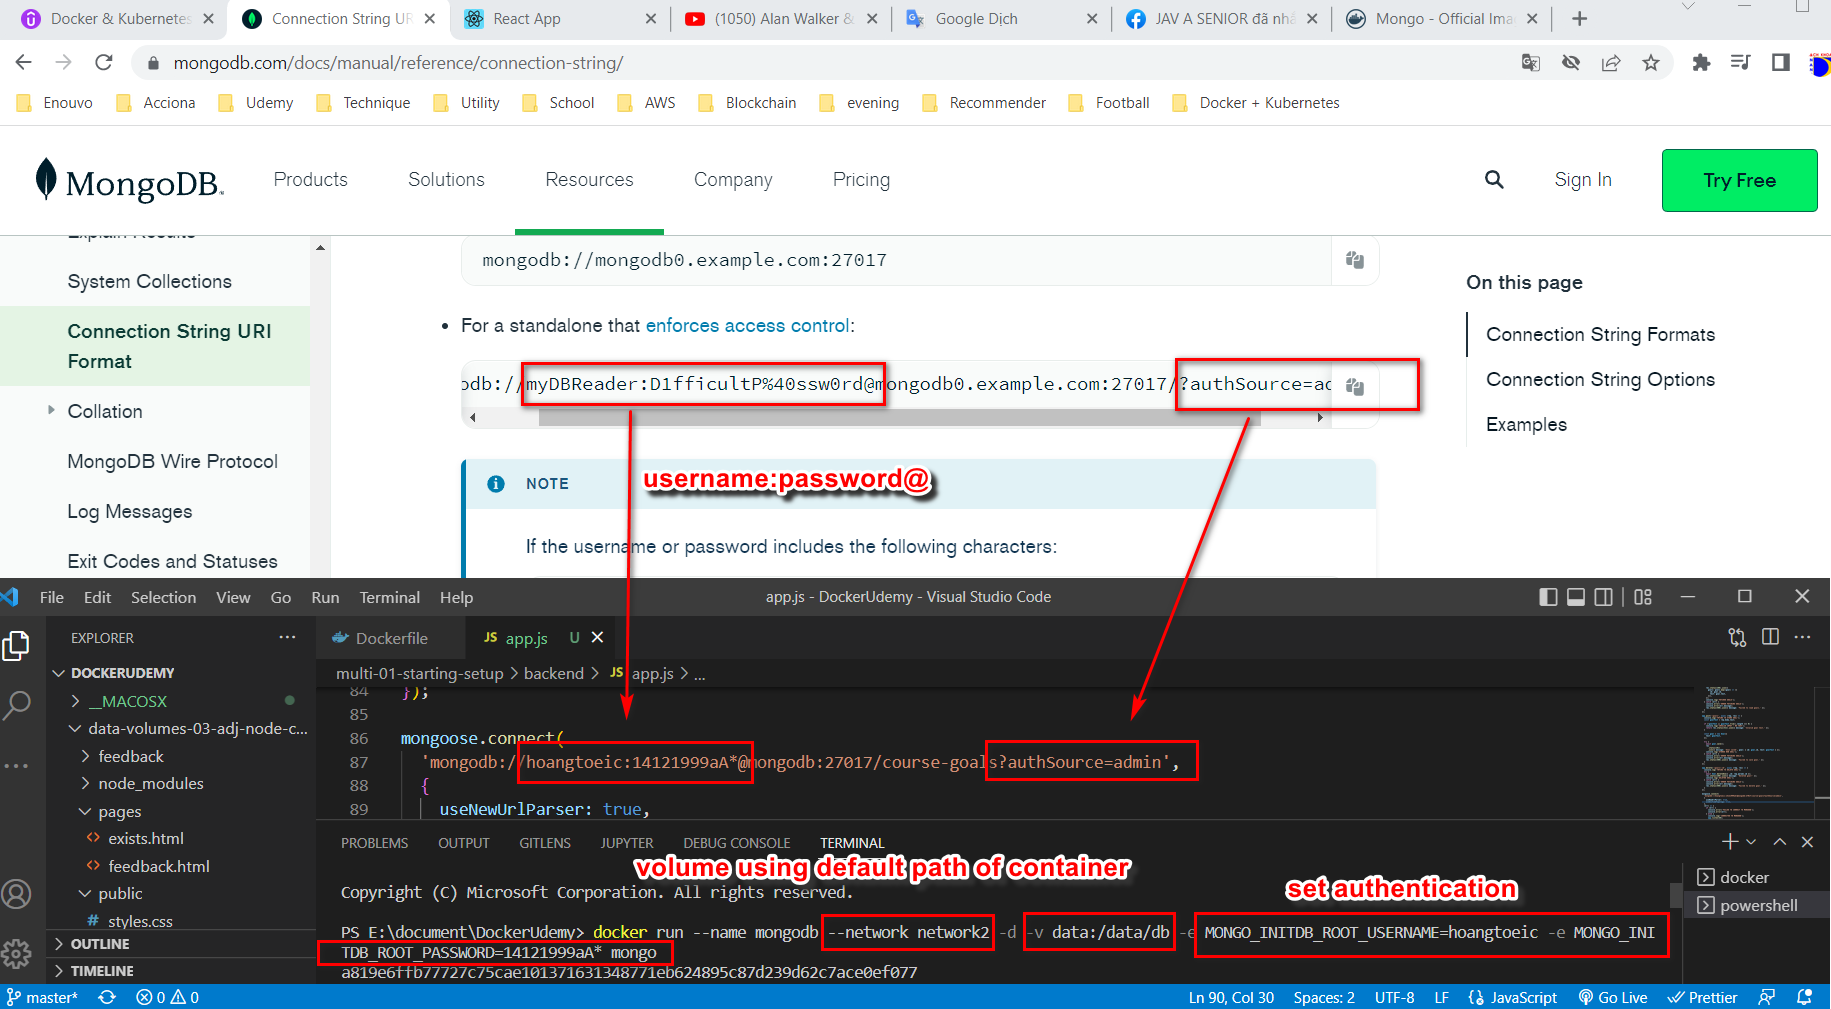 Docker & Kubernetes
Connection String UR
React App
(1050) Alan Walker &
Google Dịch
JAV A SENIOR đã nhắ
Mongo - Official Ima
mongodb.com/docs/manual/reference/connection-string/
Enouvo
Acciona
Udemy
Technique
Utility
School
AWS
Blockchain
evening
Recommender
Football
Docker + Kubernetes
MongoDB.
Products
Solutions
Resources
Company
Pricing
Sign In
Try Free
Explain Results
System Collections
Connection String URI
Format
Collation
MongoDB Wire Protocol
Log Messages
Exit Codes and Statuses
mongodb://mongodb0.example.com:27017
For a standalone that enforces access control:
odb://myDBReader:D1fficultP%40ssw0rd@mongodb0.example.com:27017/?authSource=ad
username:password@
NOTE
If the username or password includes the following characters:
On this page
Connection String Formats
Connection String Options
Examples
File Edit Selection View Go Run Terminal Help
app.js - DockerUdemy - Visual Studio Code
EXPLORER
DOCKERUDEMY
__MACOSX
data-volumes-03-adj-node-c...
feedback
node_modules
pages
exists.html
feedback.html
public
styles.css
OUTLINE
TIMELINE
Dockerfile
JS app.js U
multi-01-starting-setup > backend > JS app.js > ...
84 });
85
86 mongoose.connect(
87 'mongodb://hoangtoeic:14121999aA*@mongodb:27017/course-goals?authSource=admin',
88 {
89 useNewUrlParser: true,
PROBLEMS OUTPUT GITLENS JUPYTER DEBUG CONSOLE TERMINAL
volume using default path of container
Copyright (C) Microsoft Corporation. All rights reserved.
set authentication
PS E:\document\DockerUdemy> docker run --name mongodb --network network2 -d -v data:/data/db -e MONGO_INITDB_ROOT_USERNAME=hoangtoeic -e MONGO_INI
TDB_ROOT_PASSWORD=14121999aA* mongo
a819e6ffb77727c75cae101371631348771eb624895c87d239d62c7ace0ef077
docker
powershell
master*
0
0
Ln 90, Col 30
Spaces: 2
UTF-8
LF
JavaScript
Go Live
Prettier